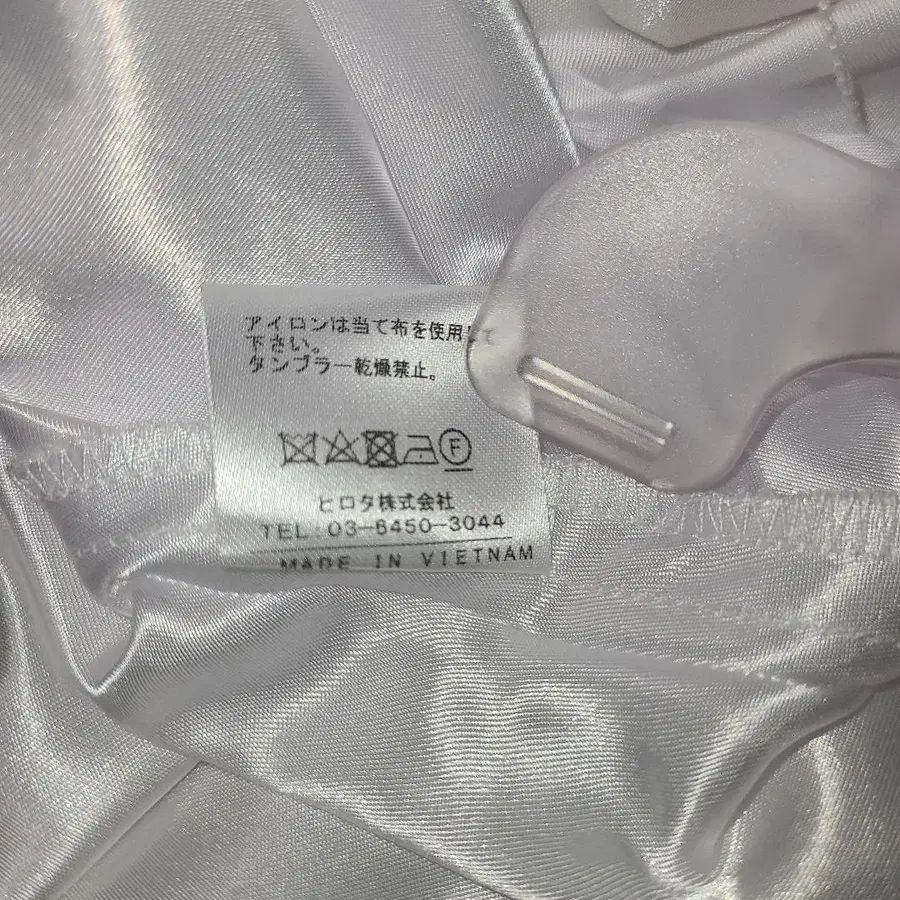 アイロンは当て布を使用して
下さい。
タンブラー乾燥禁止。
F
ヒロタ株式会社
TEL:03-6450-3044
MADE IN VIETNAM